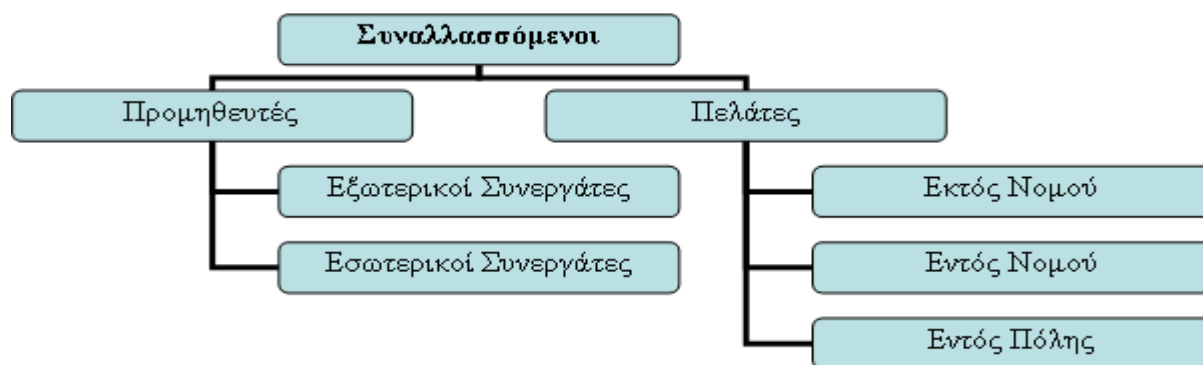 Συναλλασσόμενοι
Προμηθευτές
Πελάτες
Εξωτερικοί Συνεργάτες
Εκτός Νομού
Εσωτερικοί Συνεργάτες
Εντός Νομού
Εντός Πόλης